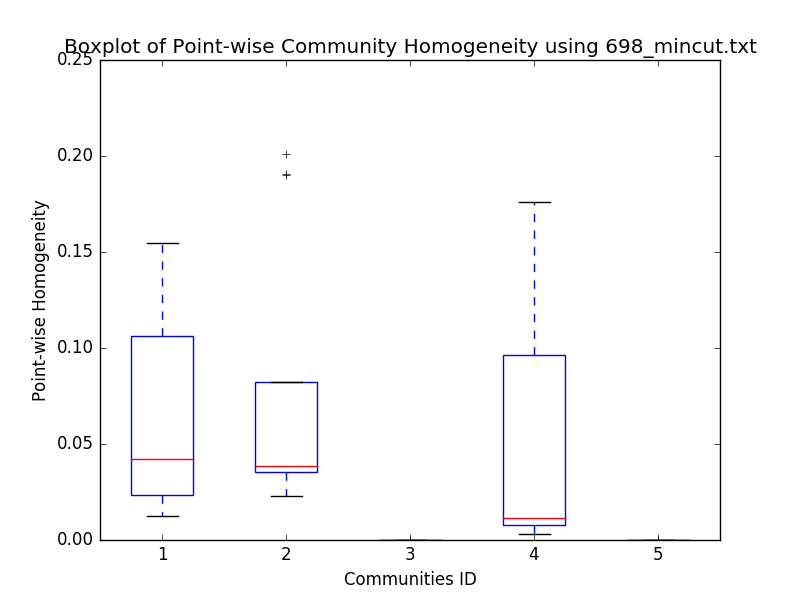 Boxplot of Point-wise Community Homogeneity using 698_mincut.txt
0.25
0.20
0.15
0.10
0.05
0.00
Point-wise Homogeneity
1 2 3 4 5
Communities ID